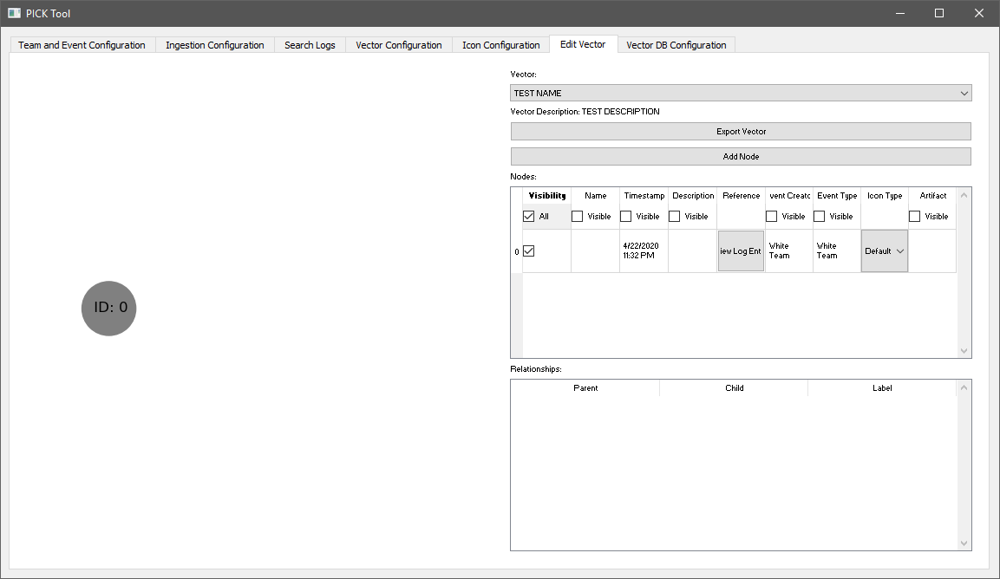 PICK Tool
Team and Event Configuration Ingestion Configuration Search Logs Vector Configuration Icon Configuration Edit Vector Vector DB Configuration
Vector:
TEST NAME
Vector Description: TEST DESCRIPTION
Export Vector
Add Node
Nodes:
Visibility Name Timestamp Description Reference vent Creato Event Type Icon Type Artifact
All Visible Visible Visible Visible Visible Visible
0 4/22/2020 11:32 PM iew Log Ent White Team White Team Default
ID: 0
Relationships:
Parent Child Label